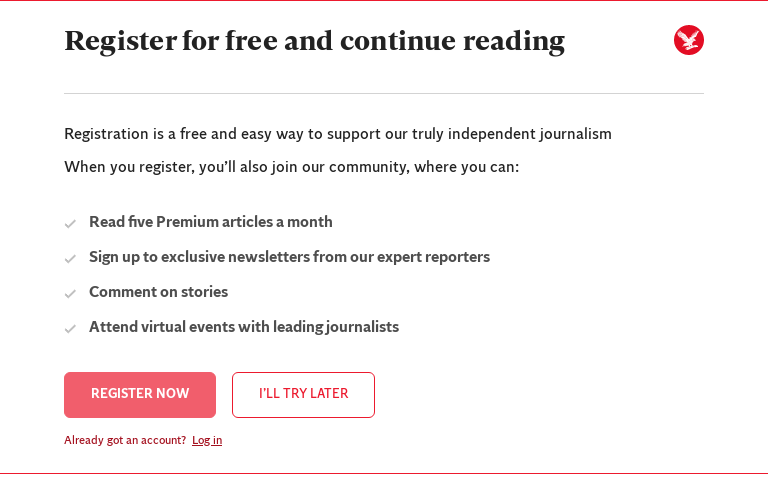 Register for free and continue reading
Registration is a free and easy way to support our truly independent journalism
When you register, you’ll also join our community, where you can:
Read five Premium articles a month
Sign up to exclusive newsletters from our expert reporters
Comment on stories
Attend virtual events with leading journalists
REGISTER NOW
I'LL TRY LATER
Already got an account? Log in